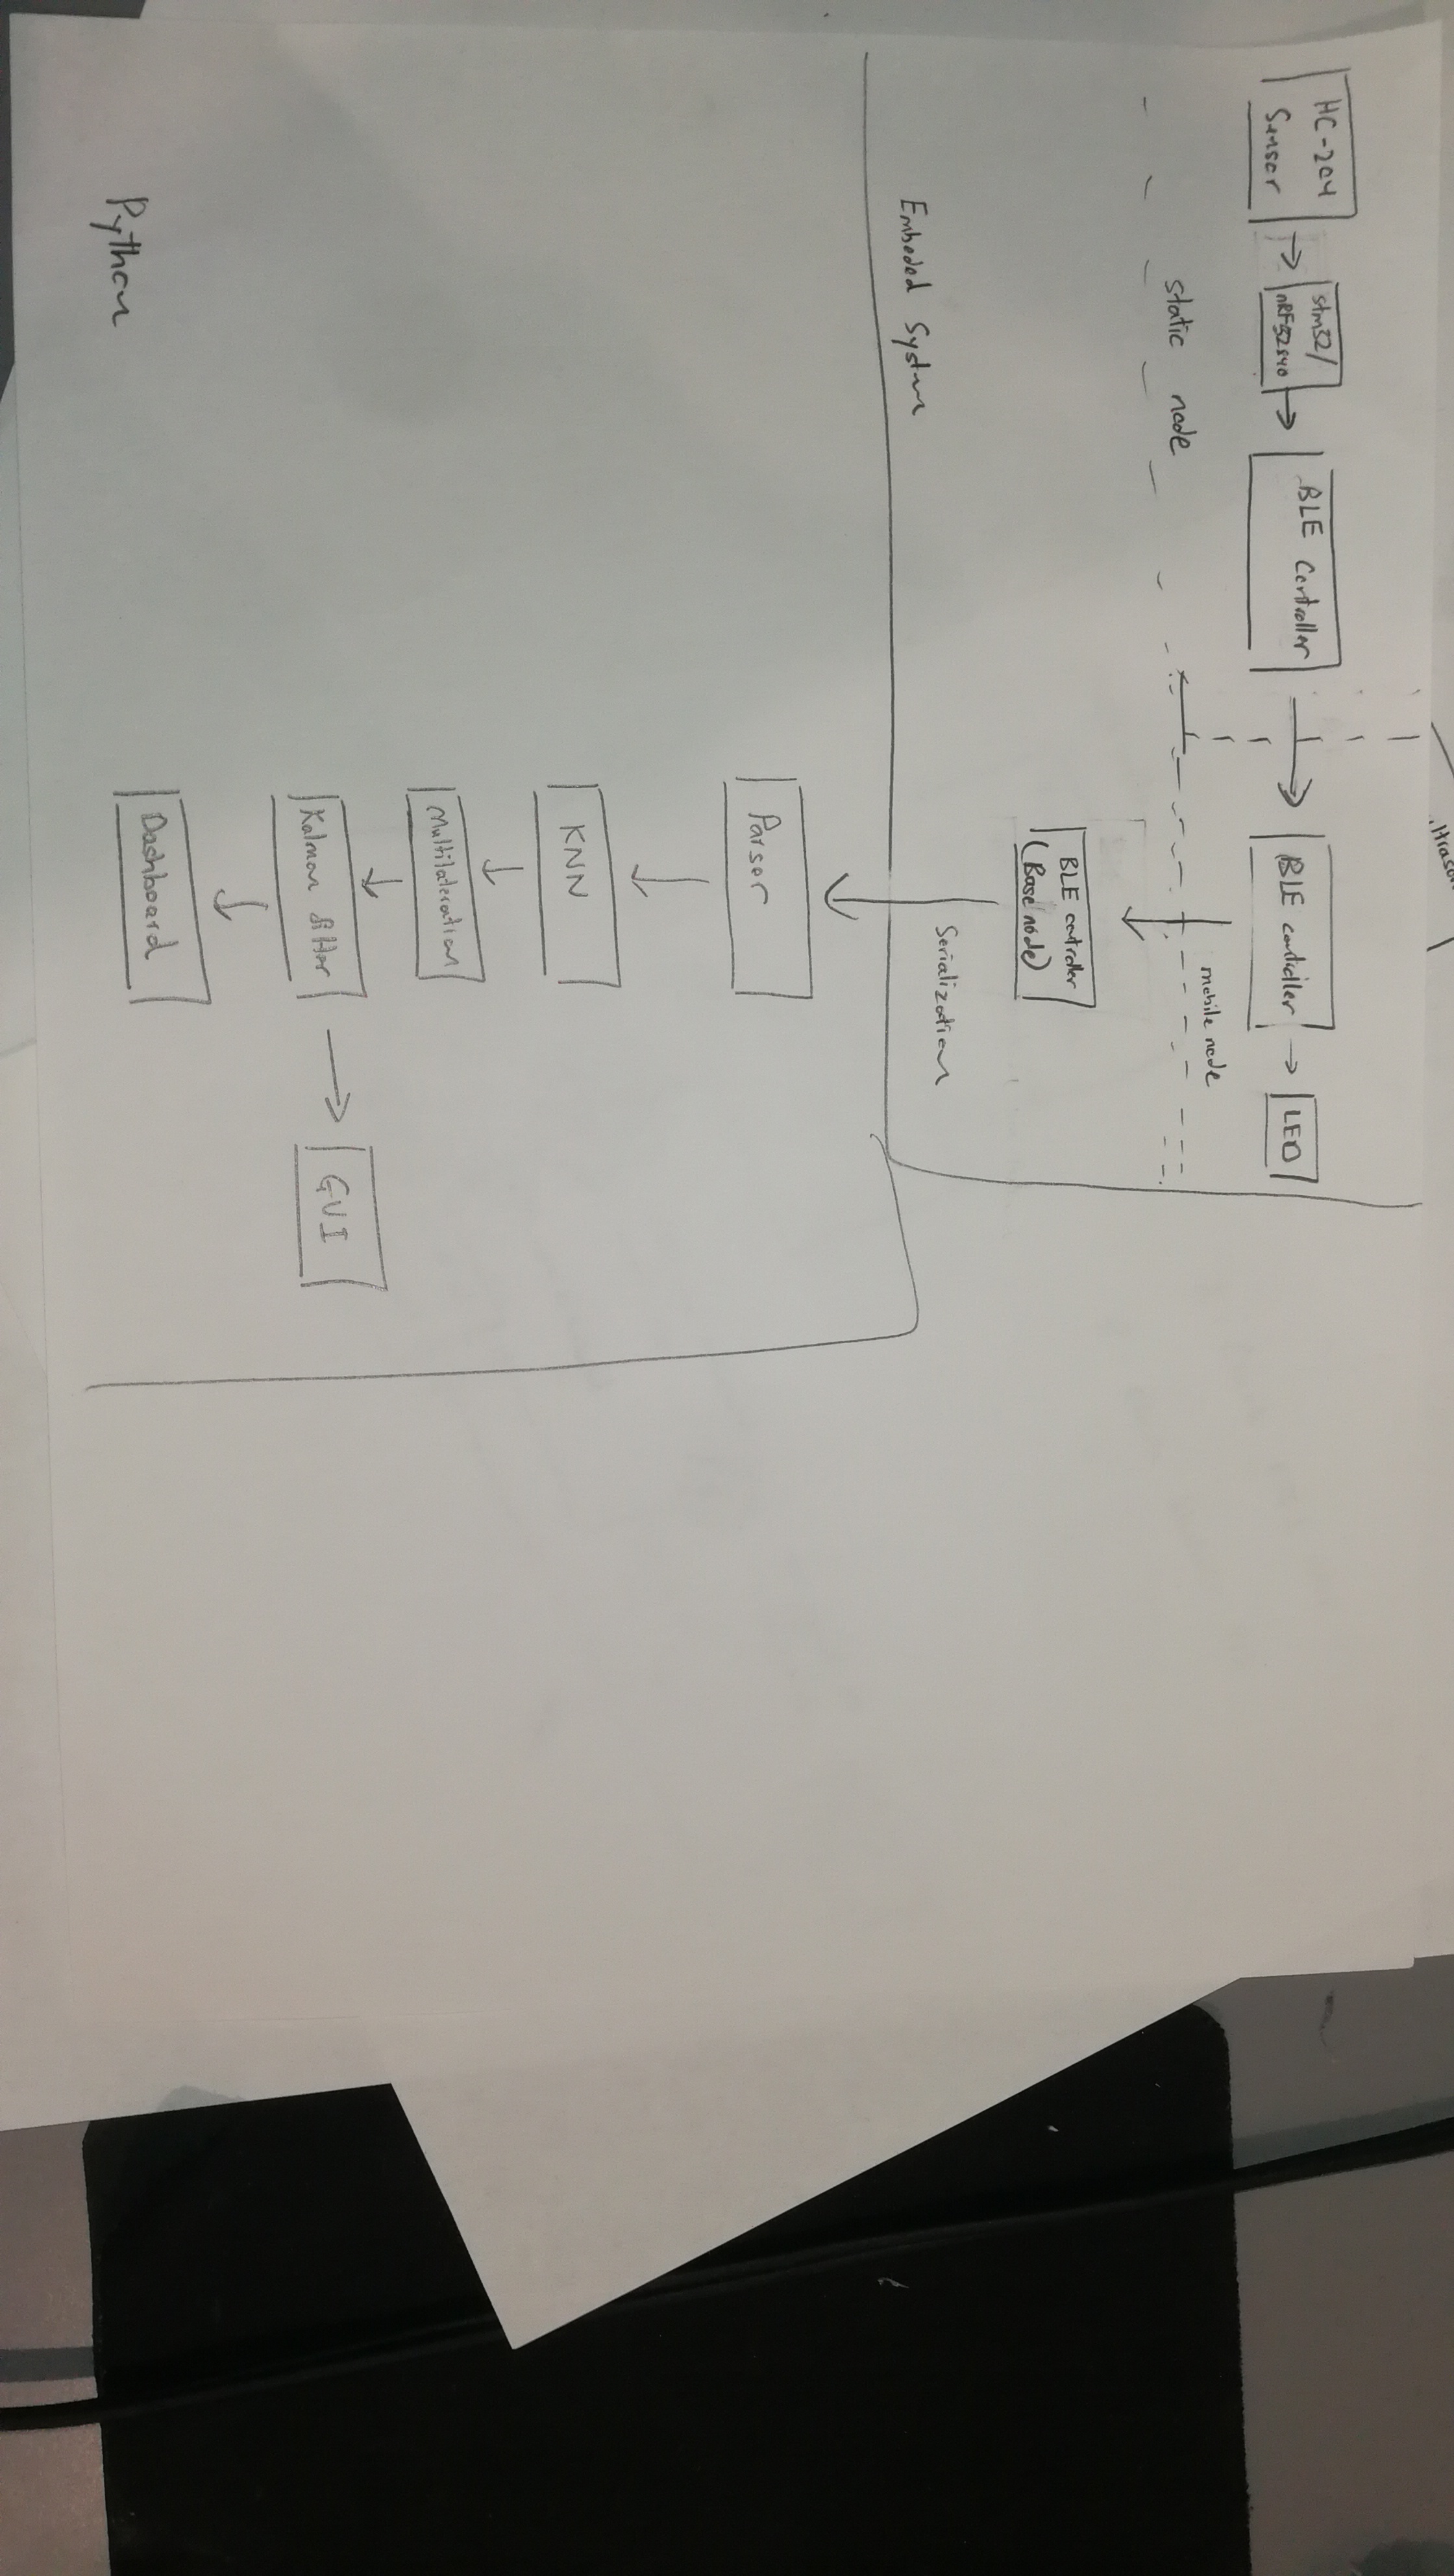 HC-204
Sensor
stm32/
nRF52840
BLE Controller
BLE controller
LED
static node
mobile node
BLE controller
(Base node)
Embeded System
Serialization
Parser
KNN
Multilateration
Kalman filter
GUI
Dashboard
Python